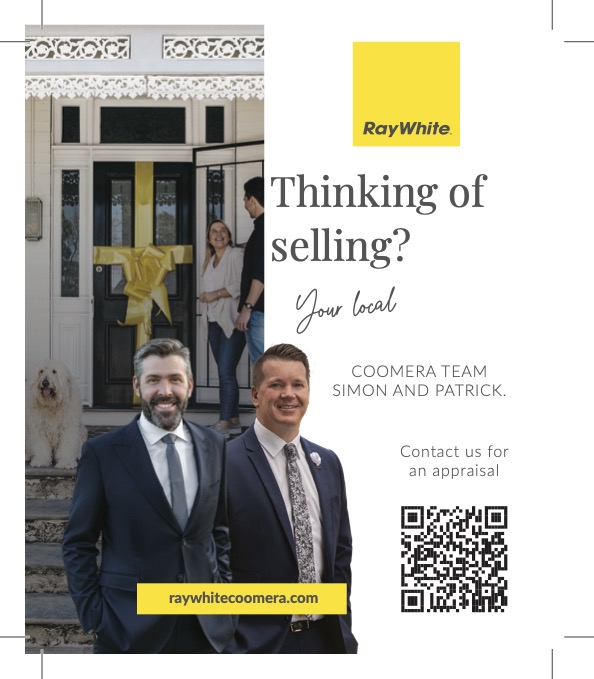 RayWhite.
Thinking of
selling?
Your local
COOMERA TEAM
SIMON AND PATRICK.
Contact us for
an appraisal
raywhitecoomera.com